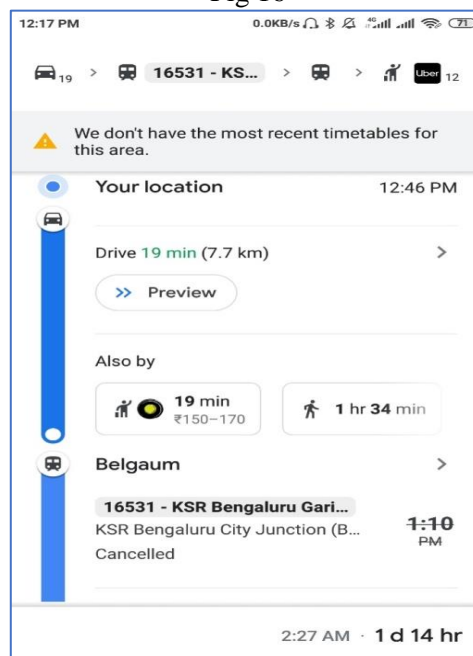 12:17 PM 0.0KB/s 4G 71
19 > 16531 - KS... > > Uber 12
We don't have the most recent timetables for
this area.
Your location 12:46 PM
Drive 19 min (7.7 km) >
Preview
Also by
19 min
₹150–170
1 hr 34 min
Belgaum >
16531 - KSR Bengaluru Gari...
KSR Bengaluru City Junction (B... 1:10
PM
Cancelled
2:27 AM · 1 d 14 hr